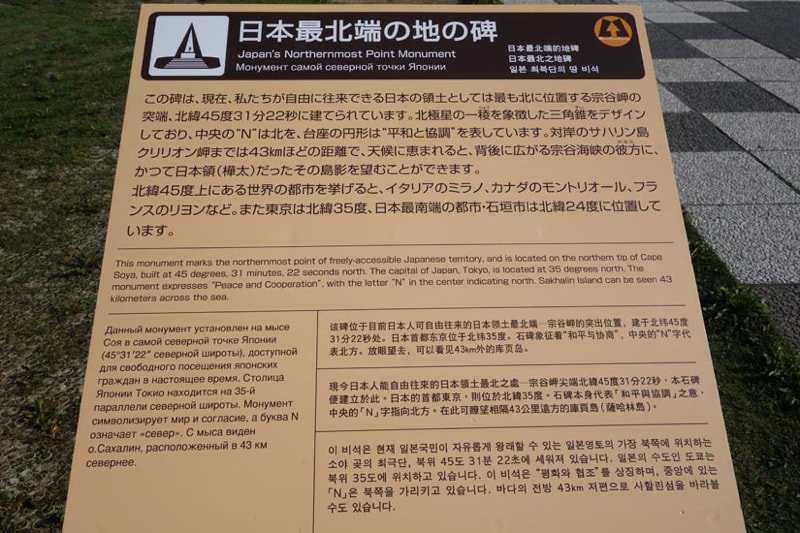 日本最北端の地の碑
Japan's Northernmost Point Monument
Монумент самой северной точки Японии
日本最北端的地碑
日本最北之地碑
일본 최북단의 땅 비석
この碑は、現在、私たちが自由に往来できる日本の領土としては最も北に位置する宗谷岬の
突端、北緯45度31分22秒に建てられています。北極星の一稜を象徴した三角錐をデザイン
しており、中央の"N"は北を、台座の円形は"平和と協調"を表しています。対岸のサハリン島
クリリオン岬までは43kmほどの距離で、天候に恵まれると、背後に広がる宗谷海峡の彼方に、
かつて日本領(樺太)だったその島影を望むことができます。
北緯45度上にある世界の都市を挙げると、イタリアのミラノ、カナダのモントリオール、フラ
ンスのリヨンなど。また東京は北緯35度、日本最南端の都市・石垣市は北緯24度に位置して
います。
This monument marks the northernmost point of freely-accessible Japanese territory, and is located on the northern tip of Cape
Soya, built at 45 degrees, 31 minutes, 22 seconds north. The capital of Japan, Tokyo, is located at 35 degrees north. The
monument expresses "Peace and Cooperation", with the letter "N" in the center indicating north. Sakhalin Island can be seen 43
kilometers across the sea.
Данный монумент установлен на мысе
Соя в самой северной точке Японии
(45°31'22" северной широты), доступной
для свободного посещения японских
граждан в настоящее время. Столица
Японии Токио находится на 35-й
параллели северной широты. Монумент
символизирует мир и согласие, а буква N
означает «север». С мыса виден
о.Сахалин, расположенный в 43 км
севернее.
该碑位于目前日本人可自由往来的日本领土最北端—宗谷岬的突出位置，建于北纬45度
31分22秒处。日本首都东京位于北纬35度。石碑象征着"和平与协商"，中央的"N"字代
表北方。放眼望去，可以看见43km外的库页岛。
現今日本人能自由往來的日本領土最北之處—宗谷岬尖端北緯45度31分22秒，本石碑
便建立於此。日本的首都東京，則位於北緯35度。石碑本身代表「和平與協調」之意，
中央的「N」字指向北方。在此可瞭望相隔43公里遠方的庫頁島（薩哈林島）。
이 비석은 현재 일본국민이 자유롭게 왕래할 수 있는 일본영토의 가장 북쪽에 위치하는
소야 곶의 최극단, 북위 45도 31분 22초에 세워져 있습니다. 일본의 수도인 도쿄는
북위 35도에 위치하고 있습니다. 이 비석은 "평화와 협조"를 상징하며, 중앙에 있는
「N」은 북쪽을 가리키고 있습니다. 바다의 전방 43km 저편으로 사할린섬을 바라볼
수도 있습니다.